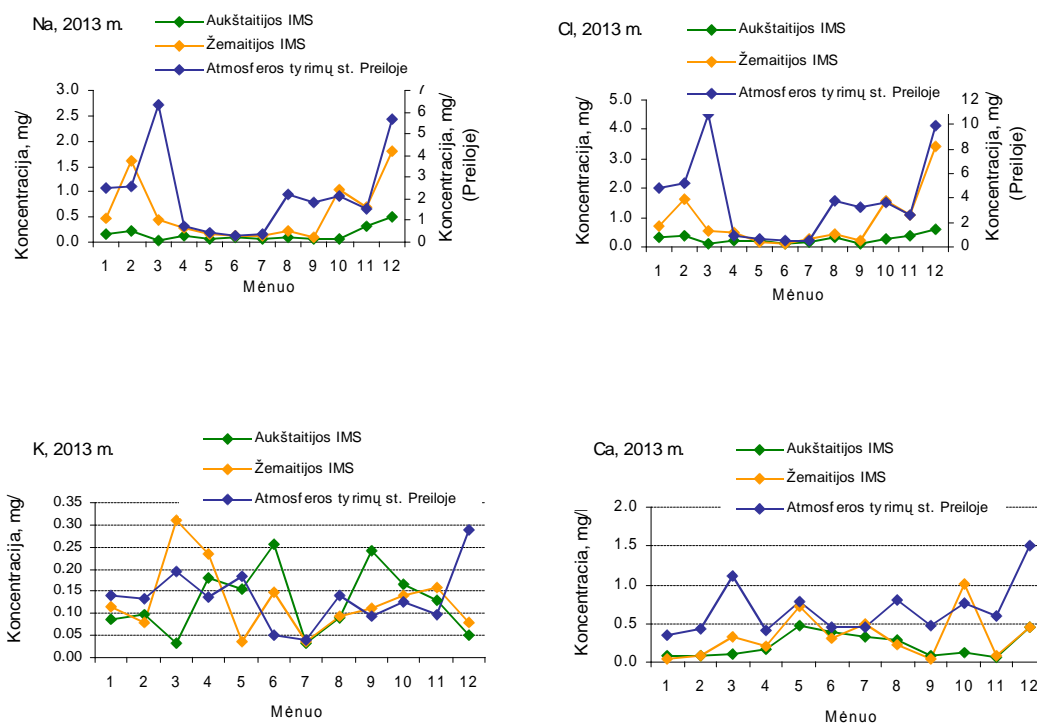 Na, 2013 m.
Aukštaitijos IMS
Žemaitijos IMS
Atmosferos tyrimų st. Preiloje
Koncentracija, mg/
3.0
2.5
2.0
1.5
1.0
0.5
0.0
7
6
5
4
3
2
1
0
Koncentracija, mg/
(Preiloje)
1 2 3 4 5 6 7 8 9 10 11 12
Mėnuo
Cl, 2013 m.
Aukštaitijos IMS
Žemaitijos IMS
Atmosferos tyrimų st. Preiloje
Koncentracija, mg/
5.0
4.0
3.0
2.0
1.0
0.0
12
10
8
6
4
2
0
Koncentracija, mg/
(Preiloje)
1 2 3 4 5 6 7 8 9 10 11 12
Mėnuo
K, 2013 m.
Aukštaitijos IMS
Žemaitijos IMS
Atmosferos tyrimų st. Preiloje
Koncentracija, mg/
0.35
0.30
0.25
0.20
0.15
0.10
0.05
0.00
1 2 3 4 5 6 7 8 9 10 11 12
Mėnuo
Ca, 2013 m.
Aukštaitijos IMS
Žemaitijos IMS
Atmosferos tyrimų st. Preiloje
Koncentracia, mg/l
2.0
1.5
1.0
0.5
0.0
1 2 3 4 5 6 7 8 9 10 11 12
Mėnuo